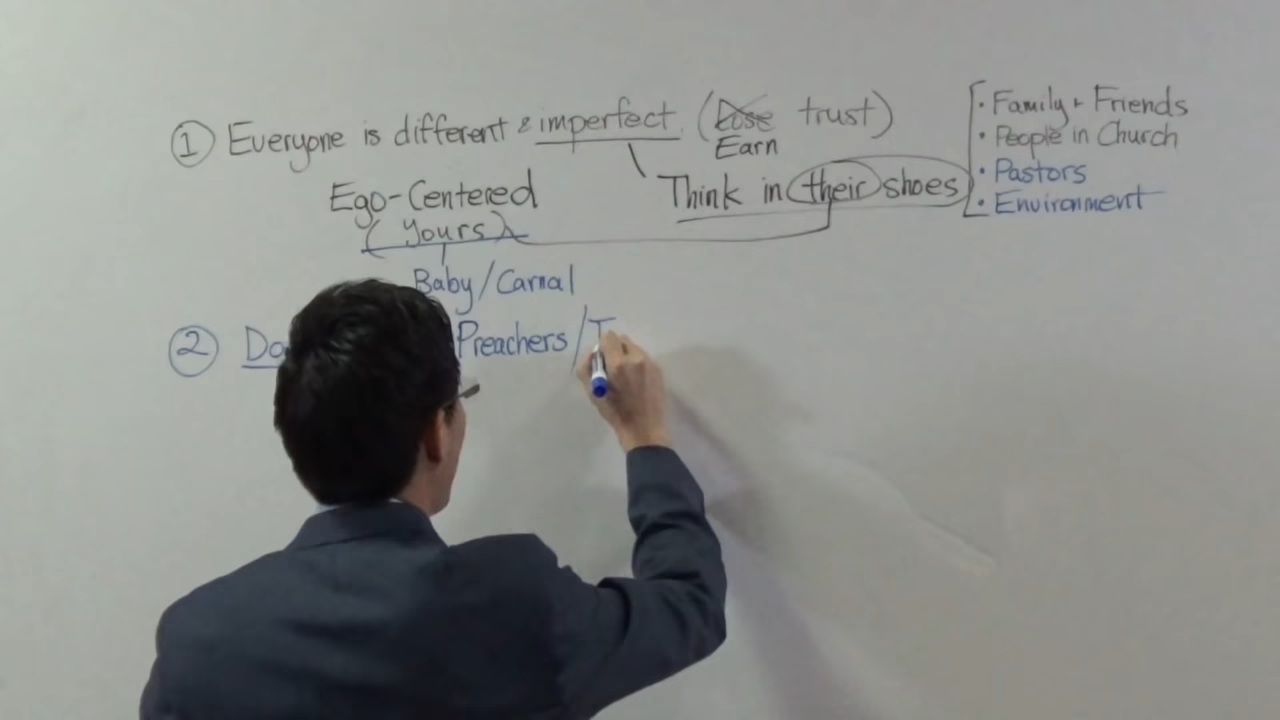 ① Everyone is different & imperfect. (Lose trust)
Earn
Ego-Centered
(Yours)
Think in their shoes
• Family + Friends
• People in Church
• Pastors
• Environment
Baby/Carnal
② Preachers/T